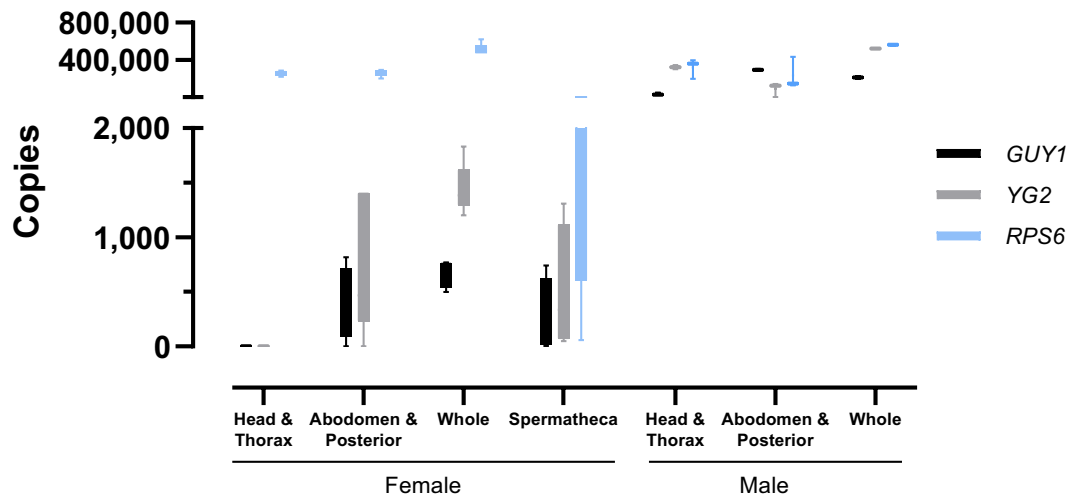 800,000
400,000
2,000
1,000
0
Copies
GUY1
YG2
RPS6
Head &
Thorax
Abodomen &
Posterior
Whole
Spermatheca
Head &
Thorax
Abodomen &
Posterior
Whole
Female
Male